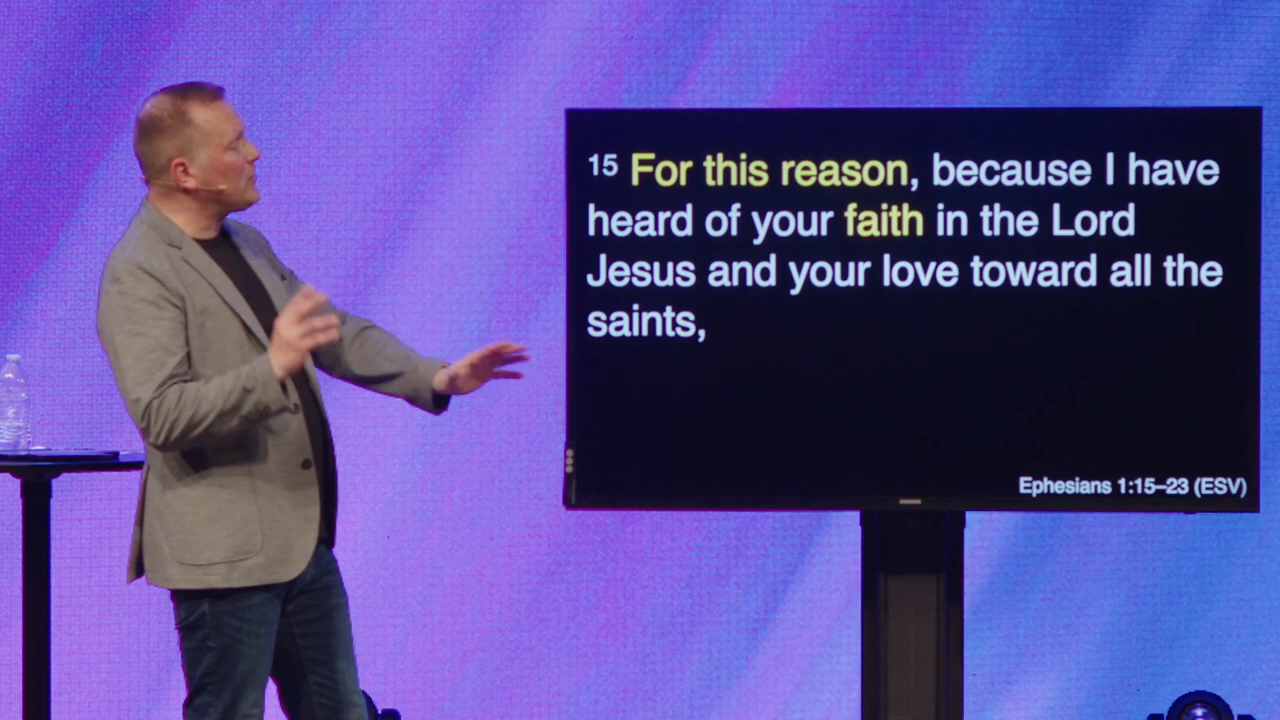 15 For this reason, because I have
heard of your faith in the Lord
Jesus and your love toward all the
saints,
Ephesians 1:15–23 (ESV)